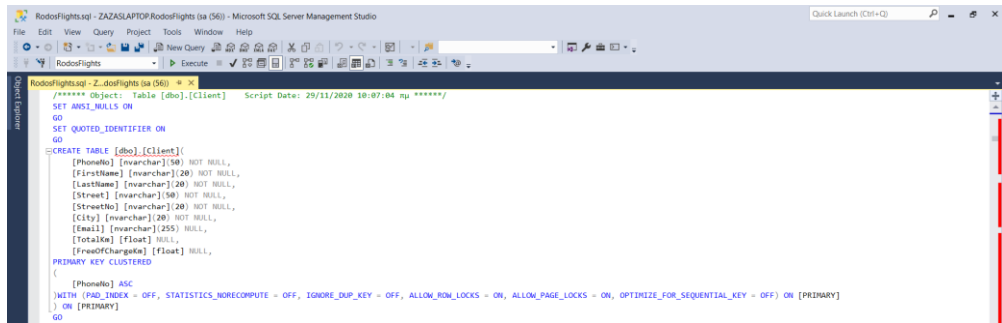 RodosFlights.sql - ZAZASLAPTOP.RodosFlights (sa (56)) - Microsoft SQL Server Management Studio
Quick Launch (Ctrl+Q)
File Edit View Query Project Tools Window Help
New Query
RodosFlights Execute
Object Explorer
RodosFlights.sql - Z...dosFlights (sa (56))
/****** Object: Table [dbo].[Client] Script Date: 29/11/2020 10:07:04 πμ ******/
SET ANSI_NULLS ON
GO
SET QUOTED_IDENTIFIER ON
GO
CREATE TABLE [dbo].[Client](
[PhoneNo] [nvarchar](50) NOT NULL,
[FirstName] [nvarchar](20) NOT NULL,
[LastName] [nvarchar](20) NOT NULL,
[Street] [nvarchar](50) NOT NULL,
[StreetNo] [nvarchar](20) NOT NULL,
[City] [nvarchar](20) NOT NULL,
[Email] [nvarchar](255) NULL,
[TotalKm] [float] NULL,
[FreeOfChargeKm] [float] NULL,
PRIMARY KEY CLUSTERED
(
[PhoneNo] ASC
)WITH (PAD_INDEX = OFF, STATISTICS_NORECOMPUTE = OFF, IGNORE_DUP_KEY = OFF, ALLOW_ROW_LOCKS = ON, ALLOW_PAGE_LOCKS = ON, OPTIMIZE_FOR_SEQUENTIAL_KEY = OFF) ON [PRIMARY]
) ON [PRIMARY]
GO